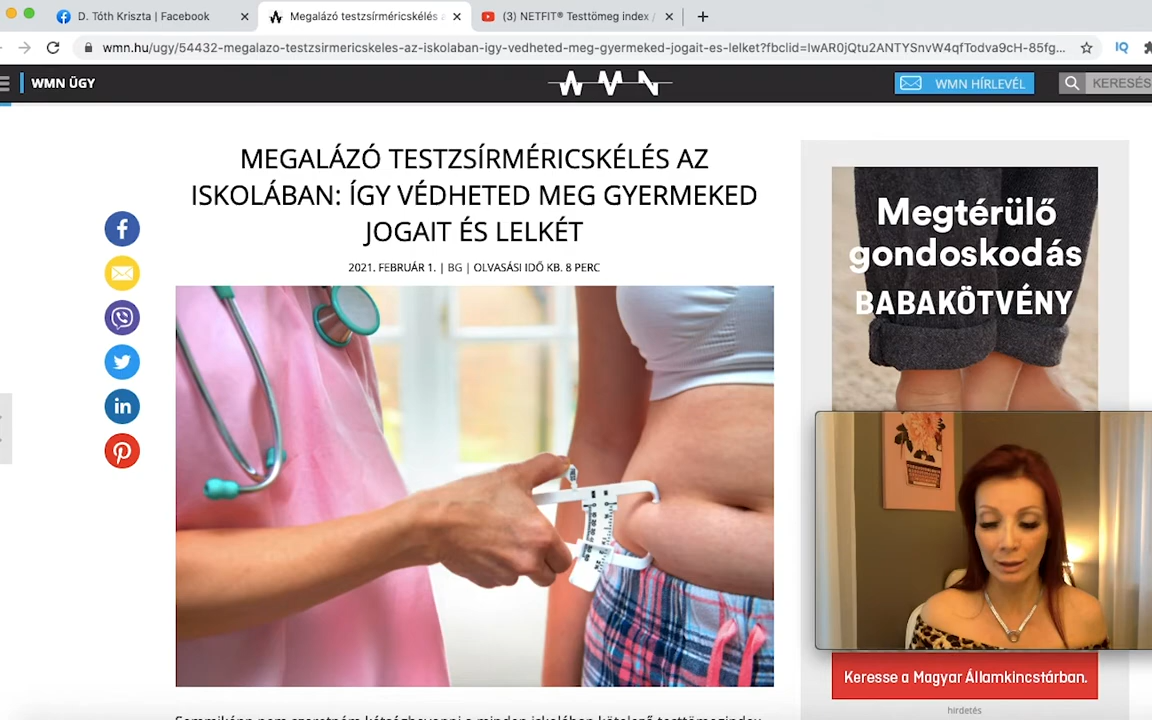 D. Tóth Kriszta | Facebook
Megalázó testzsírméricskélés
(3) NETFIT® Testtömeg index
wmn.hu/ugy/54432-megalazo-testzsirmericskeles-az-iskolaban-igy-vedheted-meg-gyermeked-jogait-es-lelket?fbclid=IwAR0jQtu2ANTYSnvW4qfTodva9cH-85fg...
IQ
WMN ÜGY
WMN
WMN HÍRLEVÉL
KERESÉS
MEGALÁZÓ TESTZSÍRMÉRICSKÉLÉS AZ
ISKOLÁBAN: ÍGY VÉDHETED MEG GYERMEKED
JOGAIT ÉS LELKÉT
2021. FEBRUÁR 1. | BG | OLVASÁSI IDŐ KB. 8 PERC
Megtérülő
gondoskodás
BABAKÖTVÉNY
Keresse a Magyar Államkincstárban.
hirdetés